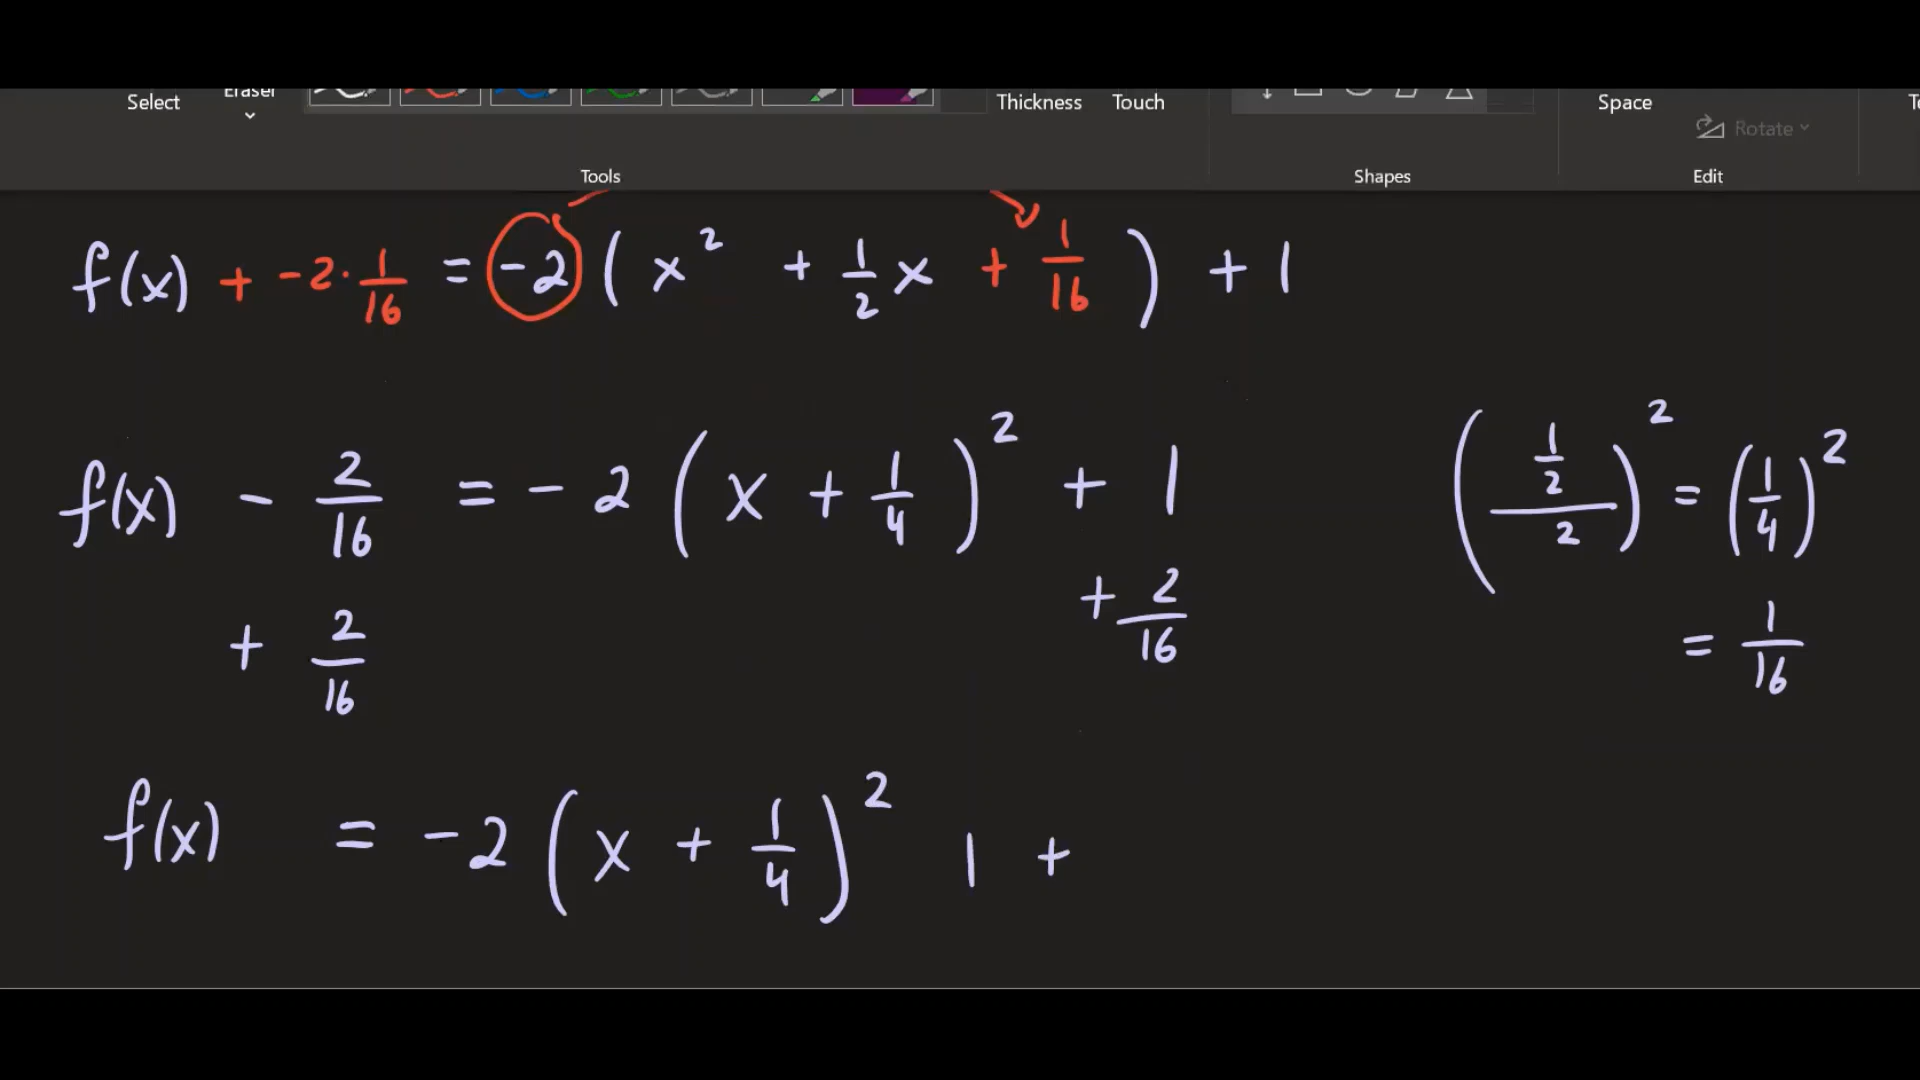 Select Eraser Thickness Touch Space
Rotate
Tools Shapes Edit
f(x) + -2 · 1/16 = -2 ( x² + 1/2 x + 1/16 ) + 1
f(x) - 2/16 = -2 ( x + 1/4 )² + 1
+ 2/16 + 2/16
( 1/2 / 2 )² = ( 1/4 )²
= 1/16
f(x) = -2 ( x + 1/4 )² 1 +